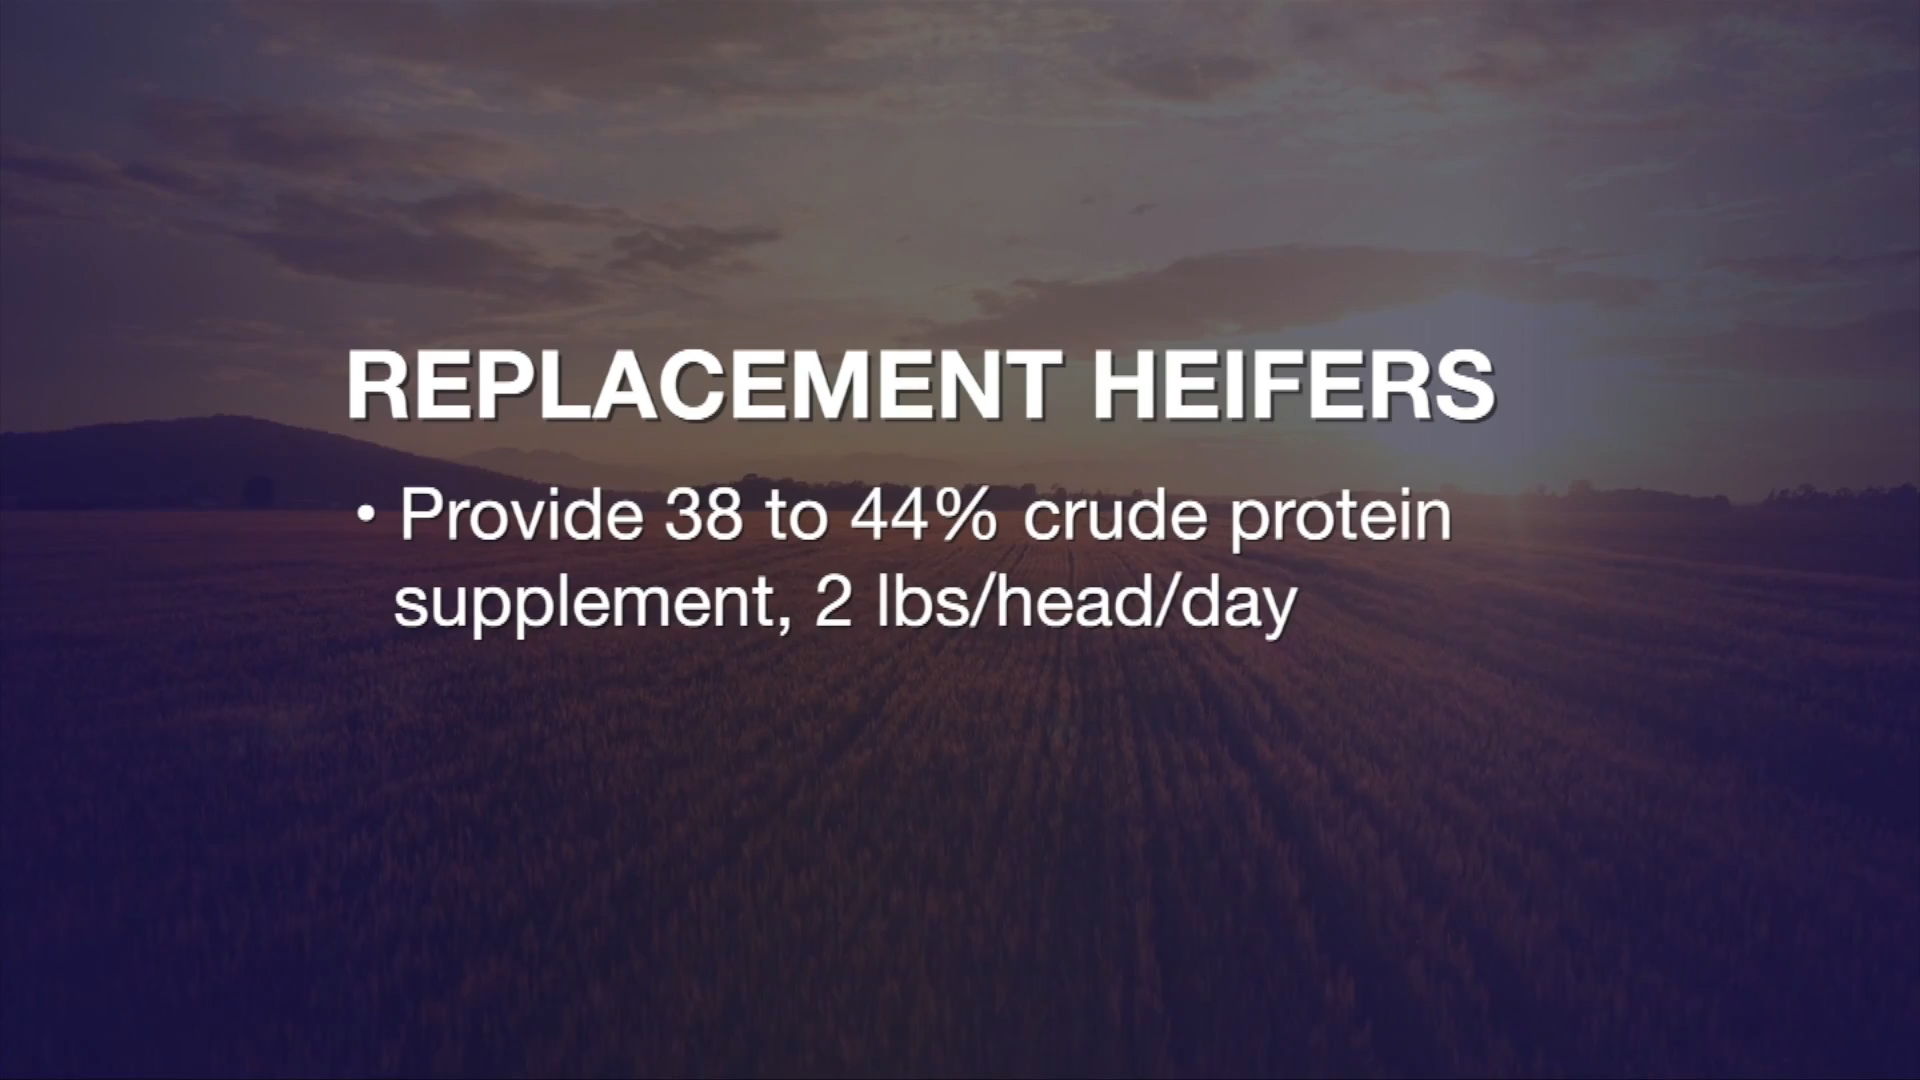 REPLACEMENT HEIFERS
• Provide 38 to 44% crude protein
supplement, 2 lbs/head/day